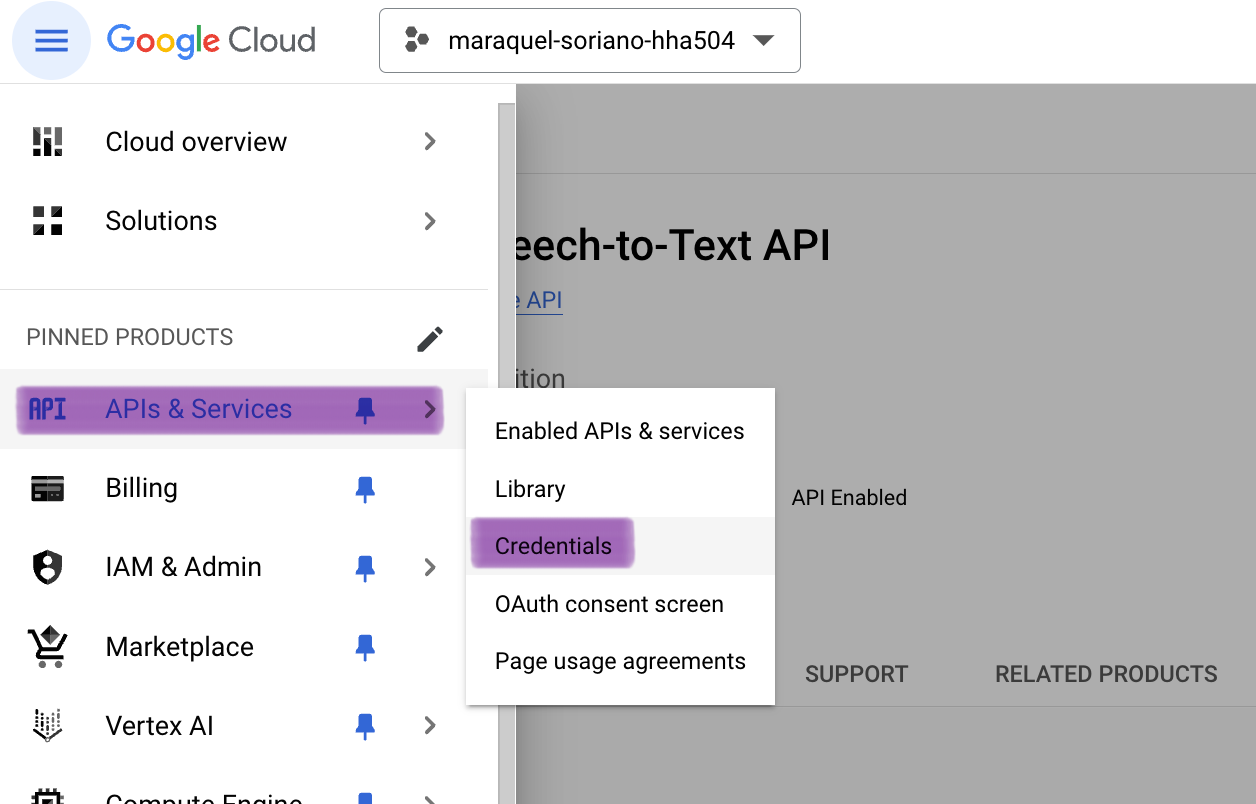 Google Cloud
maraquel-soriano-hha504
Cloud overview
Solutions
PINNED PRODUCTS
API APIs & Services
Billing
IAM & Admin
Marketplace
Vertex AI
Compute Engine
Enabled APIs & services
Library
Credentials
OAuth consent screen
Page usage agreements
eech-to-Text API
e API
ition
API Enabled
SUPPORT
RELATED PRODUCTS